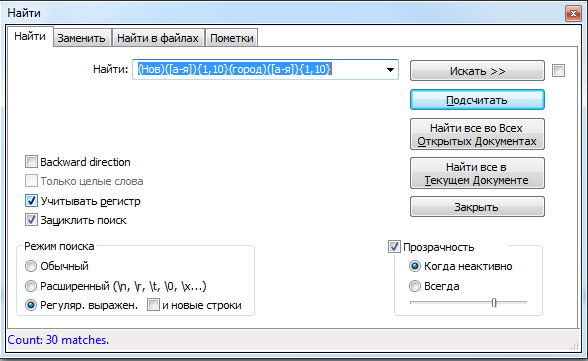 Найти
Найти
Заменить
Найти в файлах
Пометки
Найти: (Нов)([а-я]){1,10}(город)([а-я]){1,10}
Искать >>
Подсчитать
Найти все во Всех
Открытых Документах
Найти все в
Текущем Документе
Закрыть
Backward direction
Только целые слова
Учитывать регистр
Зациклить поиск
Режим поиска
Обычный
Расширенный (\n, \r, \t, \0, \x...)
Регуляр. выражен.
и новые строки
Прозрачность
Когда неактивно
Всегда
Count: 30 matches.